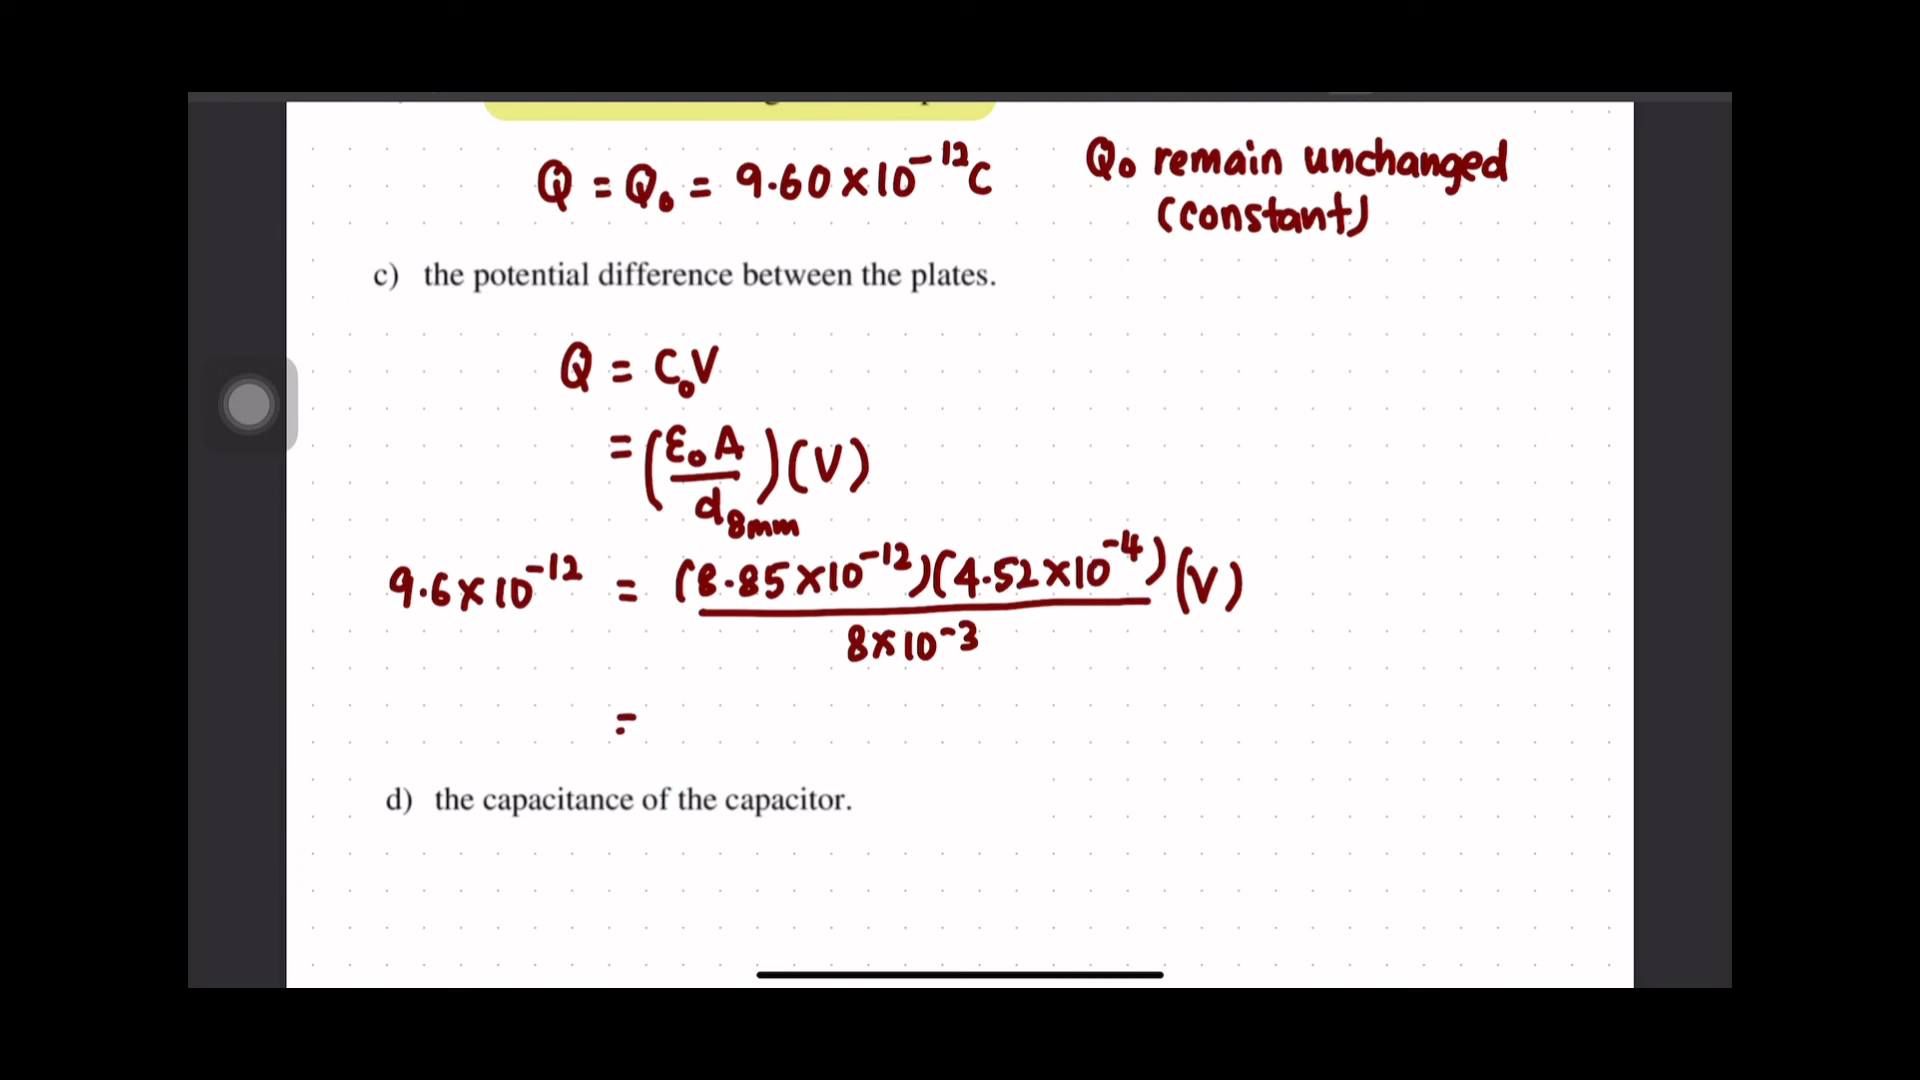 Q = Q₀ = 9.60 × 10⁻¹² C
Q₀ remain unchanged
(constant)
c) the potential difference between the plates.
Q = C₀V
= (ε₀A / d₈mm)(V)
9.6 × 10⁻¹² = (8.85 × 10⁻¹²)(4.52 × 10⁻⁴) (V)
8 × 10⁻³
=
d) the capacitance of the capacitor.